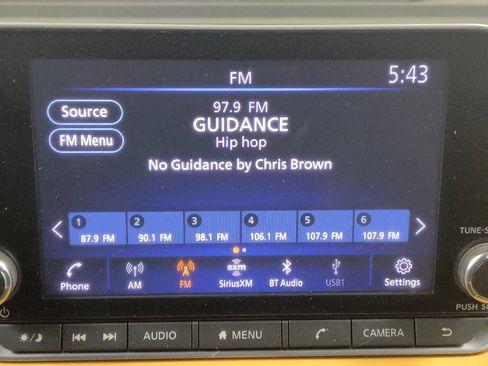 FM 5:43
Source
97.9 FM
GUIDANCE
FM Menu
Hip hop
No Guidance by Chris Brown
1 2 3 4 5 6
87.9 FM 90.1 FM 98.1 FM 106.1 FM 107.9 FM 107.9 FM
sxm
Phone AM FM SiriusXM BT Audio USB1 Settings
TUNE-S
PUSH S
AUDIO MENU CAMERA